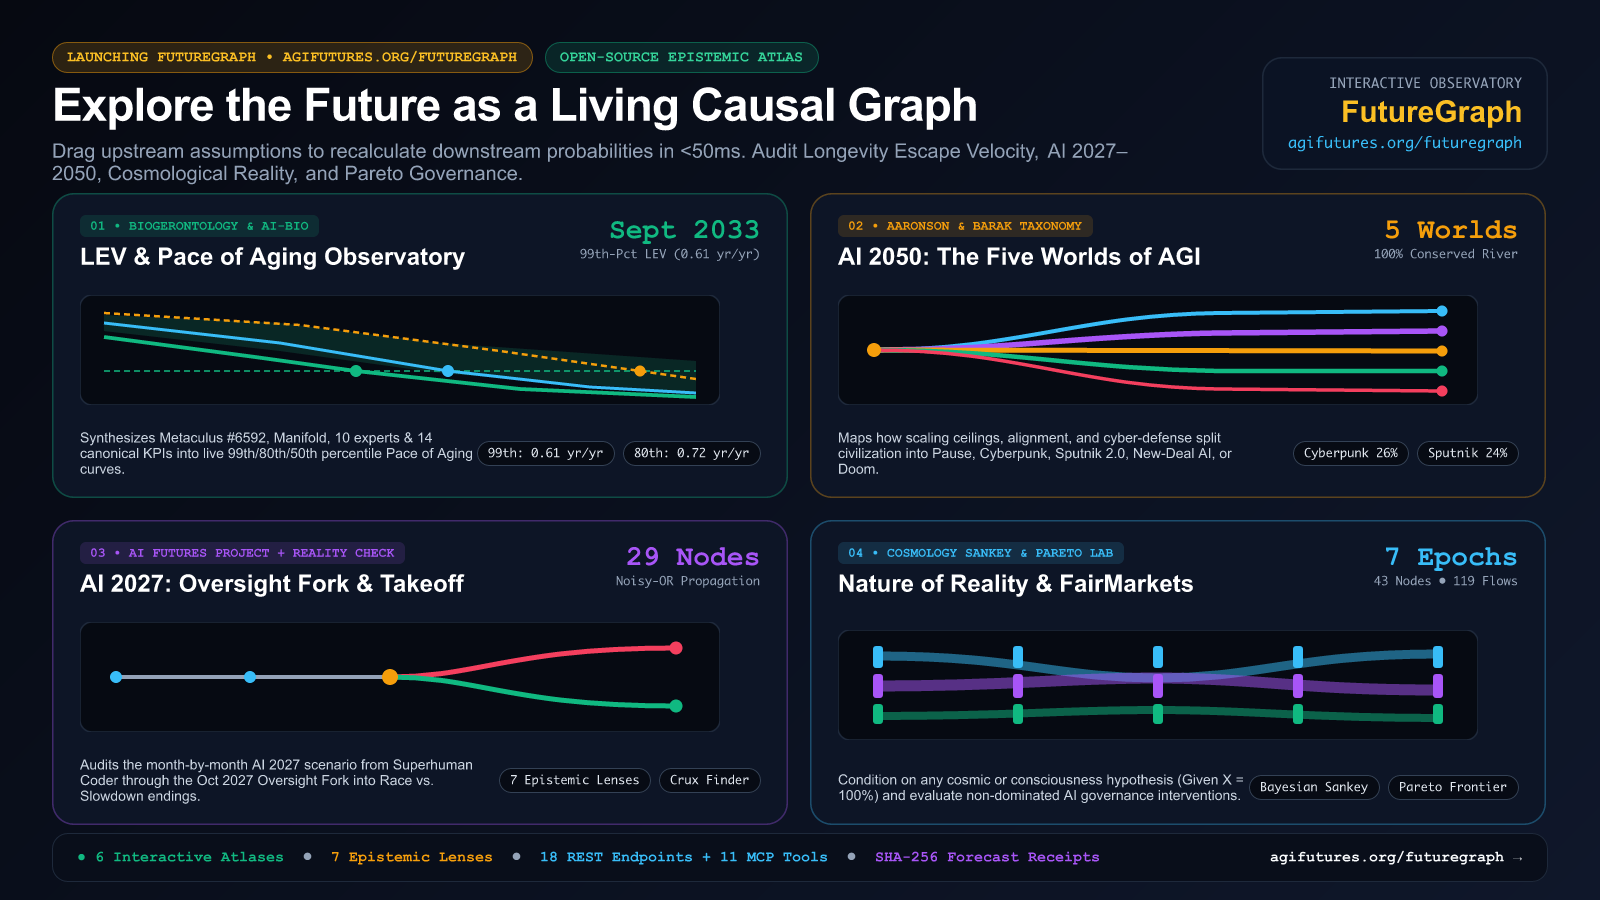 LAUNCHING FUTUREGRAPH • AGIFUTURES.ORG/FUTUREGRAPH
OPEN-SOURCE EPISTEMIC ATLAS
Explore the Future as a Living Causal Graph
Drag upstream assumptions to recalculate downstream probabilities in <50ms. Audit Longevity Escape Velocity, AI 2027–
2050, Cosmological Reality, and Pareto Governance.
INTERACTIVE OBSERVATORY
FutureGraph
agifutures.org/futuregraph
01 • BIOGERONTOLOGY & AI-BIO
LEV & Pace of Aging Observatory
Sept 2033
99th-Pct LEV (0.61 yr/yr)
Synthesizes Metaculus #6592, Manifold, 10 experts & 14
canonical KPIs into live 99th/80th/50th percentile Pace of Aging
curves.
99th: 0.61 yr/yr
80th: 0.72 yr/yr
02 • AARONSON & BARAK TAXONOMY
AI 2050: The Five Worlds of AGI
5 Worlds
100% Conserved River
Maps how scaling ceilings, alignment, and cyber-defense split
civilization into Pause, Cyberpunk, Sputnik 2.0, New-Deal AI, or
Doom.
Cyberpunk 26%
Sputnik 24%
03 • AI FUTURES PROJECT + REALITY CHECK
AI 2027: Oversight Fork & Takeoff
29 Nodes
Noisy-OR Propagation
Audits the month-by-month AI 2027 scenario from Superhuman
Coder through the Oct 2027 Oversight Fork into Race vs.
Slowdown endings.
7 Epistemic Lenses
Crux Finder
04 • COSMOLOGY SANKEY & PARETO LAB
Nature of Reality & FairMarkets
7 Epochs
43 Nodes • 119 Flows
Condition on any cosmic or consciousness hypothesis (Given X =
100%) and evaluate non-dominated AI governance interventions.
Bayesian Sankey
Pareto Frontier
• 6 Interactive Atlases • 7 Epistemic Lenses • 18 REST Endpoints + 11 MCP Tools • SHA-256 Forecast Receipts
agifutures.org/futuregraph →